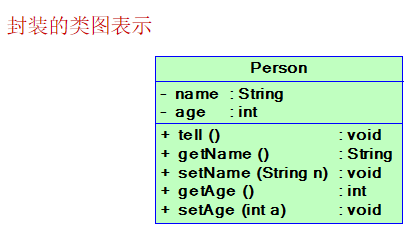 封装的类图表示
Person
- name : String
- age : int
+ tell () : void
+ getName () : String
+ setName (String n) : void
+ getAge () : int
+ setAge (int a) : void